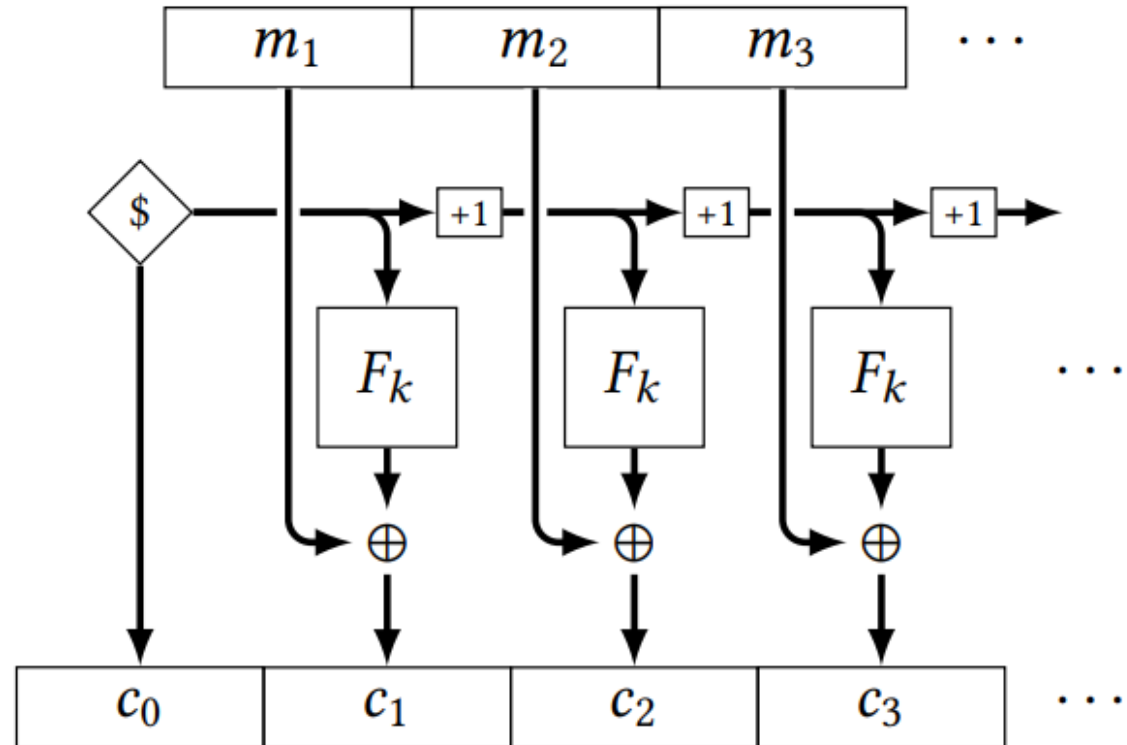 m₁ m₂ m₃ ···
$ +1 +1 +1
Fₖ Fₖ Fₖ ···
⊕ ⊕ ⊕
c₀ c₁ c₂ c₃ ···